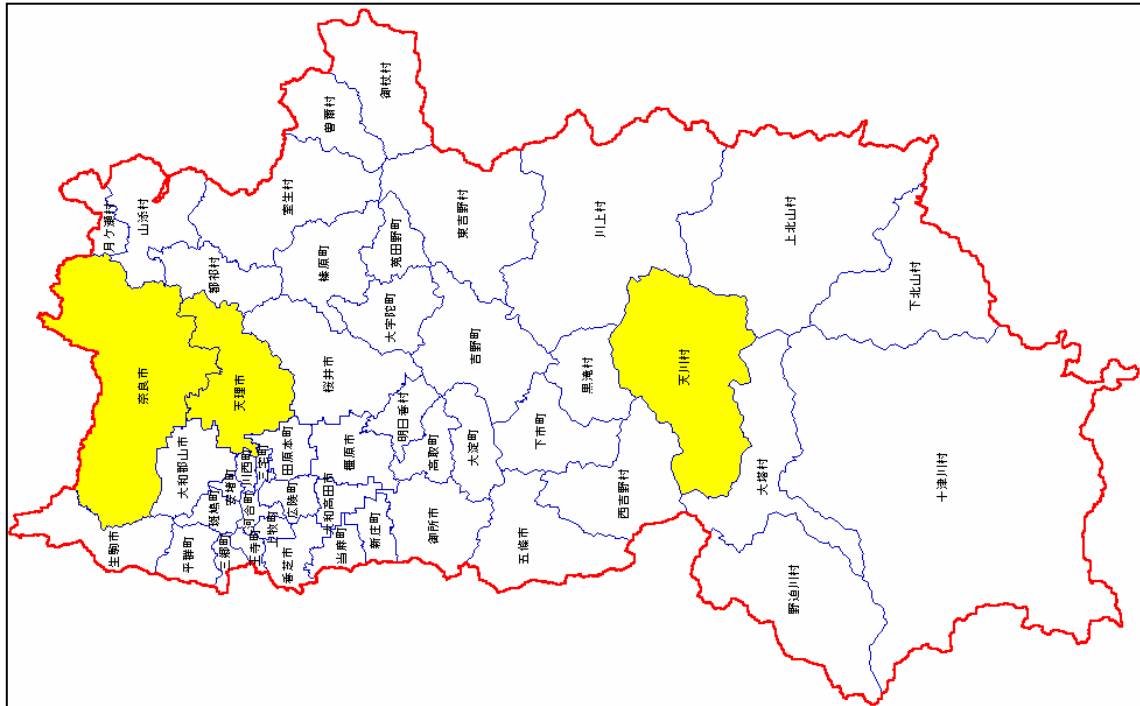 御杖村
曽爾村
室生村
月ケ瀬村
山添村
都祁村
榛原町
菟田野町
東吉野村
川上村
上北山村
下北山村
大宇陀町
吉野町
奈良市
天理市
桜井市
黒滝村
天川村
明日香村
高取町
大淀町
下市町
西吉野村
大塔村
十津川村
大和郡山市
田原本町
橿原市
三宅町
川西町
安堵町
斑鳩町
河合町
広陵町
大和高田市
新庄町
御所市
五條市
野迫川村
生駒市
平群町
三郷町
王寺町
上牧町
香芝市
当麻町